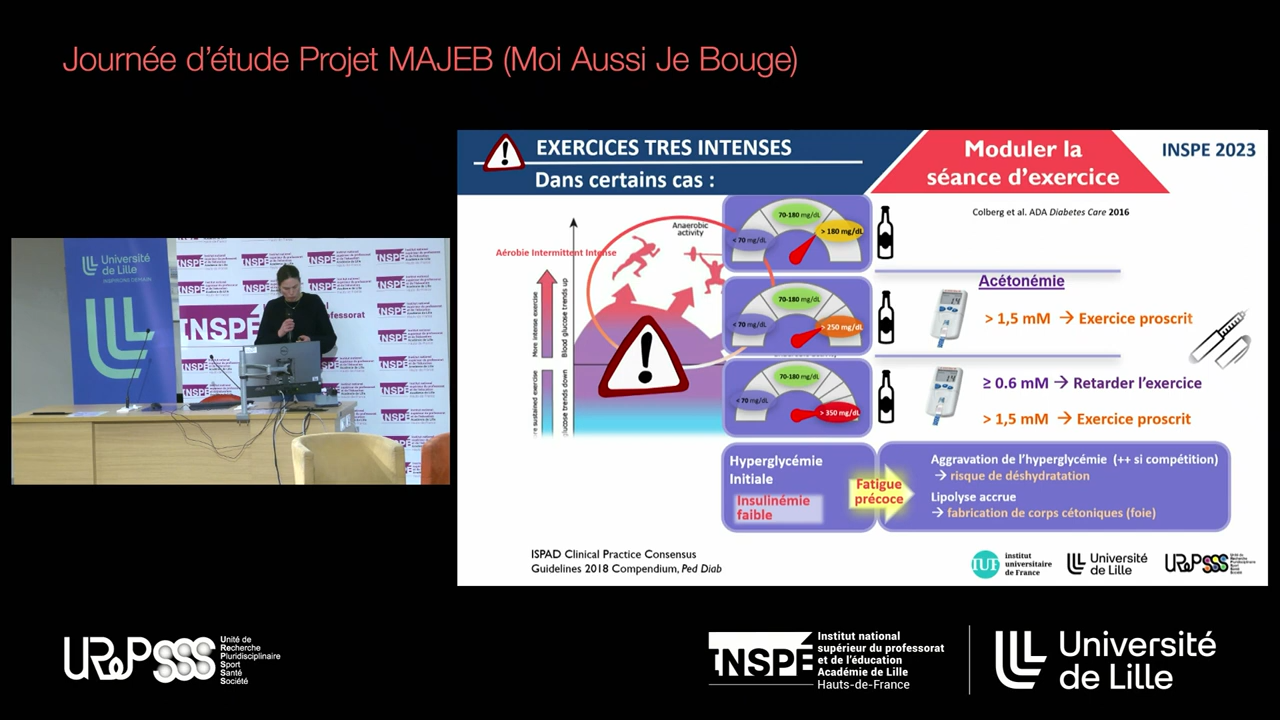 Journée d'étude Projet MAJEB (Moi Aussi Je Bouge)
Université
de Lille
INSPÉ
EXERCICES TRES INTENSES
Dans certains cas :
Moduler la
séance d'exercice
INSPE 2023
Colberg et al. ADA Diabetes Care 2016
Aérobie Intermittent Intense
Anaerobic
activity
More intense exercise
Blood glucose trends up
glucose trends down
70-180 mg/dL
< 70 mg/dL
> 180 mg/dL
70-180 mg/dL
< 70 mg/dL
> 250 mg/dL
70-180 mg/dL
< 70 mg/dL
> 350 mg/dL
Acétonémie
> 1,5 mM → Exercice proscrit
≥ 0.6 mM → Retarder l'exercice
> 1,5 mM → Exercice proscrit
Hyperglycémie
Initiale
Insulinémie
faible
Fatigue
précoce
Aggravation de l'hyperglycémie (++ si compétition)
→ risque de déshydratation
Lipolyse accrue
→ fabrication de corps cétoniques (foie)
ISPAD Clinical Practice Consensus
Guidelines 2018 Compendium, Ped Diab
IUF
institut
universitaire
de France
Université
de Lille
URePSSS
URePSSS
Unité de
Recherche
Pluridisciplinaire
Sport
Santé
Société
INSPÉ
Institut national
supérieur du professorat
et de l'éducation
Académie de Lille
Hauts-de-France
Université
de Lille